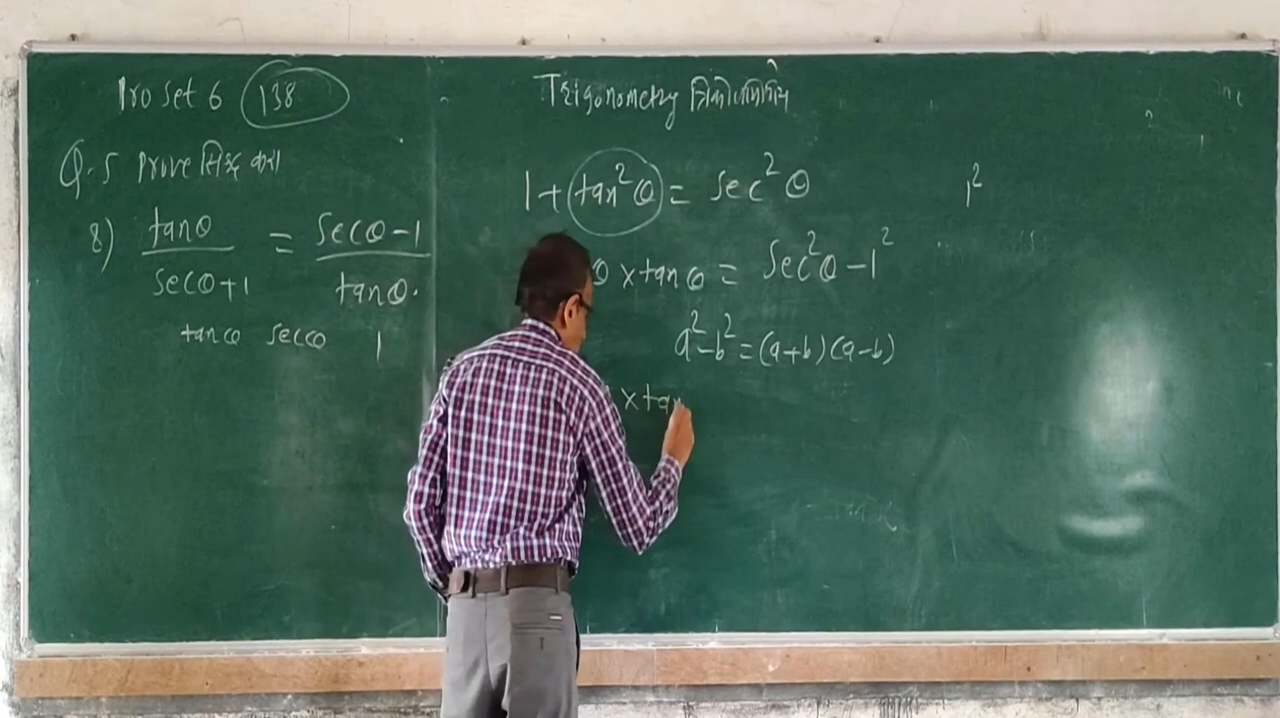 Pro Set 6 138
Q.5 Prove सिद्ध करा
8) tanθ / secθ+1 = secθ-1 / tanθ.
tanθ secθ 1
Trigonometry त्रिकोणमिती
1 + tan²θ = sec²θ
1²
θ × tanθ = sec²θ - 1²
a² - b² = (a+b)(a-b)
× tan